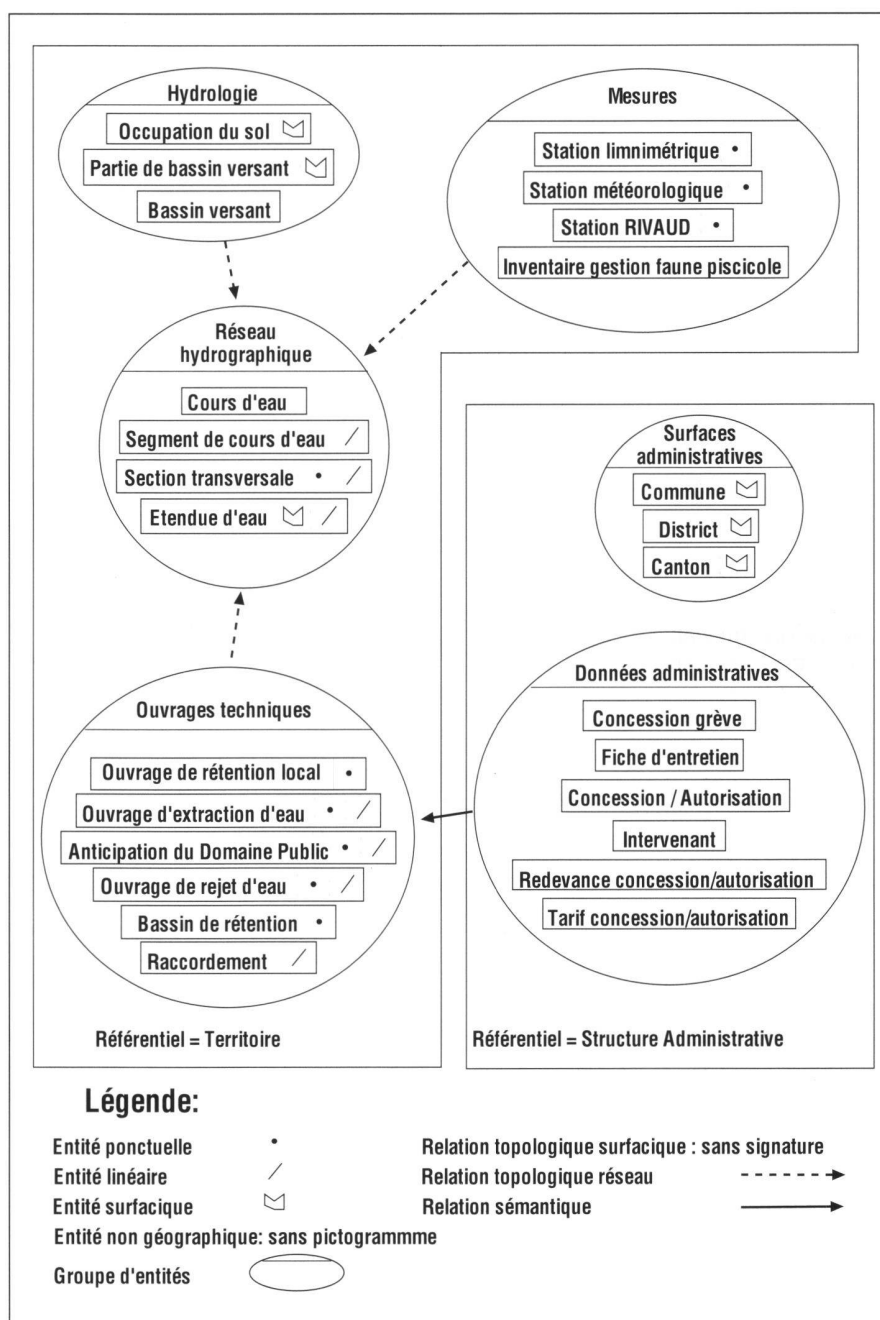 Hydrologie
Occupation du sol
Partie de bassin versant
Bassin versant
Mesures
Station limnimétrique
Station météorologique
Station RIVAUD
Inventaire gestion faune piscicole
Réseau
hydrographique
Cours d'eau
Segment de cours d'eau
Section transversale
Etendue d'eau
Surfaces
administratives
Commune
District
Canton
Ouvrages techniques
Ouvrage de rétention local
Ouvrage d'extraction d'eau
Anticipation du Domaine Public
Ouvrage de rejet d'eau
Bassin de rétention
Raccordement
Données administratives
Concession grève
Fiche d'entretien
Concession / Autorisation
Intervenant
Redevance concession/autorisation
Tarif concession/autorisation
Référentiel = Territoire
Référentiel = Structure Administrative
Légende:
Entité ponctuelle
Entité linéaire
Entité surfacique
Entité non géographique: sans pictogrammme
Groupe d'entités
Relation topologique surfacique : sans signature
Relation topologique réseau
Relation sémantique